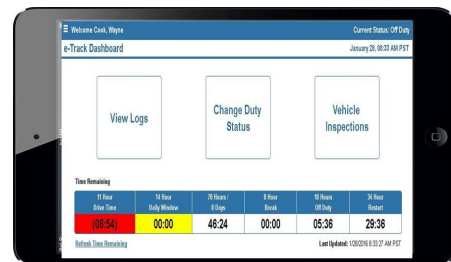 Welcome Cook, Wayne
Current Status: Off Duty
e-Track Dashboard
January 28, 08:33 AM PST
View Logs
Change Duty
Status
Vehicle
Inspections
Time Remaining
11 Hour
Drive Time
14 Hour
Daily Window
70 Hours /
8 Days
8 Hour
Break
10 Hours
Off Duty
34 Hour
Restart
(06:54)
00:00
46:24
00:00
05:36
29:36
Refresh Time Remaining
Last Updated: 1/28/2016 8:33:27 AM PST